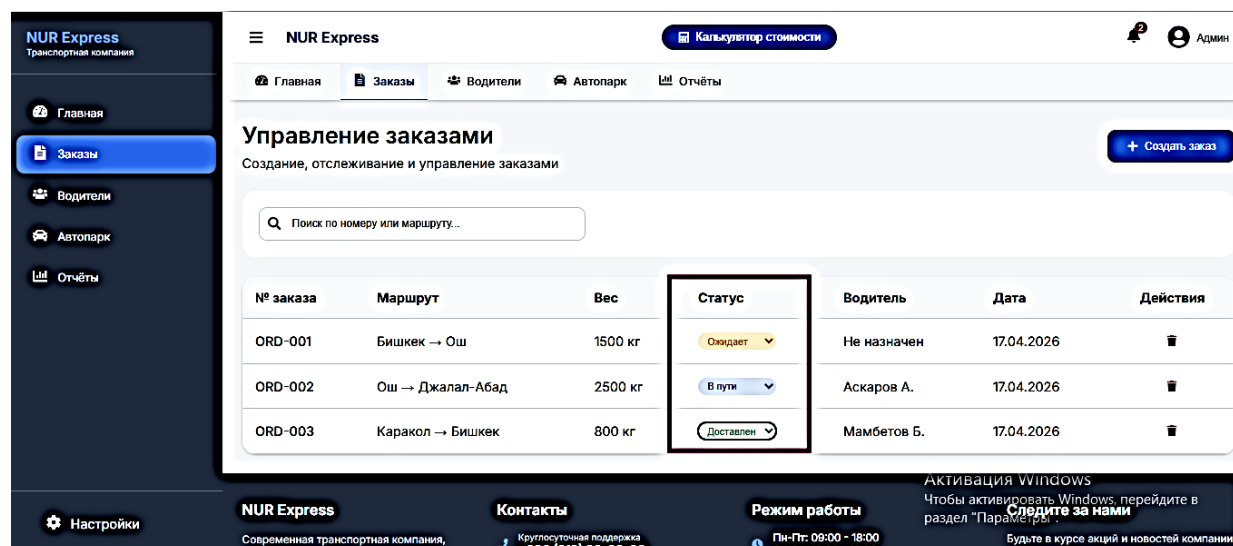 NUR Express
Транспортная компания
Главная
Заказы
Водители
Автопарк
Отчёты
Настройки
NUR Express
Калькулятор стоимости
2
Админ
Главная Заказы Водители Автопарк Отчёты
Управление заказами
Создание, отслеживание и управление заказами
+ Создать заказ
Поиск по номеру или маршруту...
№ заказа Маршрут Вес Статус Водитель Дата Действия
ORD-001 Бишкек → Ош 1500 кг Ожидает Не назначен 17.04.2026
ORD-002 Ош → Джалал-Абад 2500 кг В пути Аскаров А. 17.04.2026
ORD-003 Каракол → Бишкек 800 кг Доставлен Мамбетов Б. 17.04.2026
Активация Windows
Чтобы активировать Windows, перейдите в
раздел "Параметры".
NUR Express
Современная транспортная компания,
Контакты
Круглосуточная поддержка
Режим работы
Пн-Пт: 09:00 - 18:00
Следите за нами
Будьте в курсе акций и новостей компании